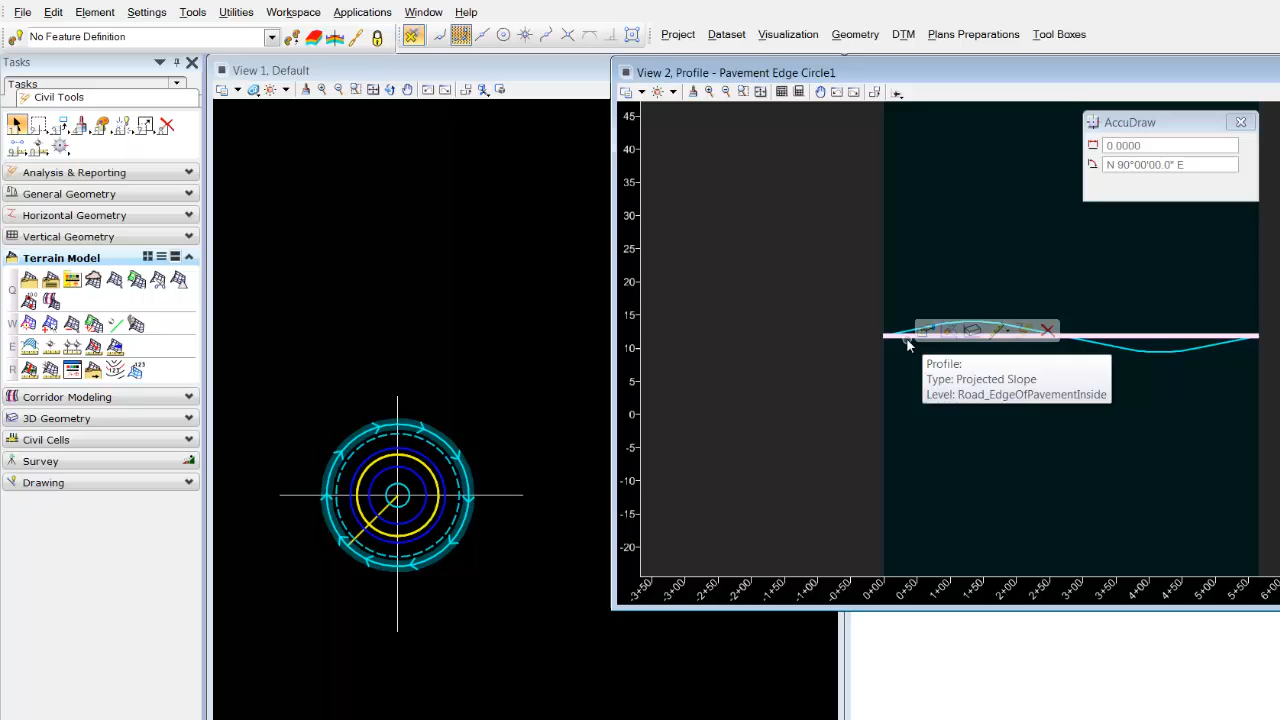 File Edit Element Settings Tools Utilities Workspace Applications Window Help
No Feature Definition
Project Dataset Visualization Geometry DTM Plans Preparations Tool Boxes
Tasks
Tasks
Civil Tools
Analysis & Reporting
General Geometry
Horizontal Geometry
Vertical Geometry
Terrain Model
Q
W
E
R
Corridor Modeling
3D Geometry
Civil Cells
Survey
Drawing
View 1, Default
View 2, Profile - Pavement Edge Circle1
AccuDraw
0.0000
N 90°00'00.0" E
45
40
35
30
25
20
15
10
5
0
-5
-10
-15
-20
Profile:
Type: Projected Slope
Level: Road_EdgeOfPavementInside
-3+50 -3+00 -2+50 -2+00 -1+50 -1+00 -0+50 0+00 0+50 1+00 1+50 2+00 2+50 3+00 3+50 4+00 4+50 5+00 5+50